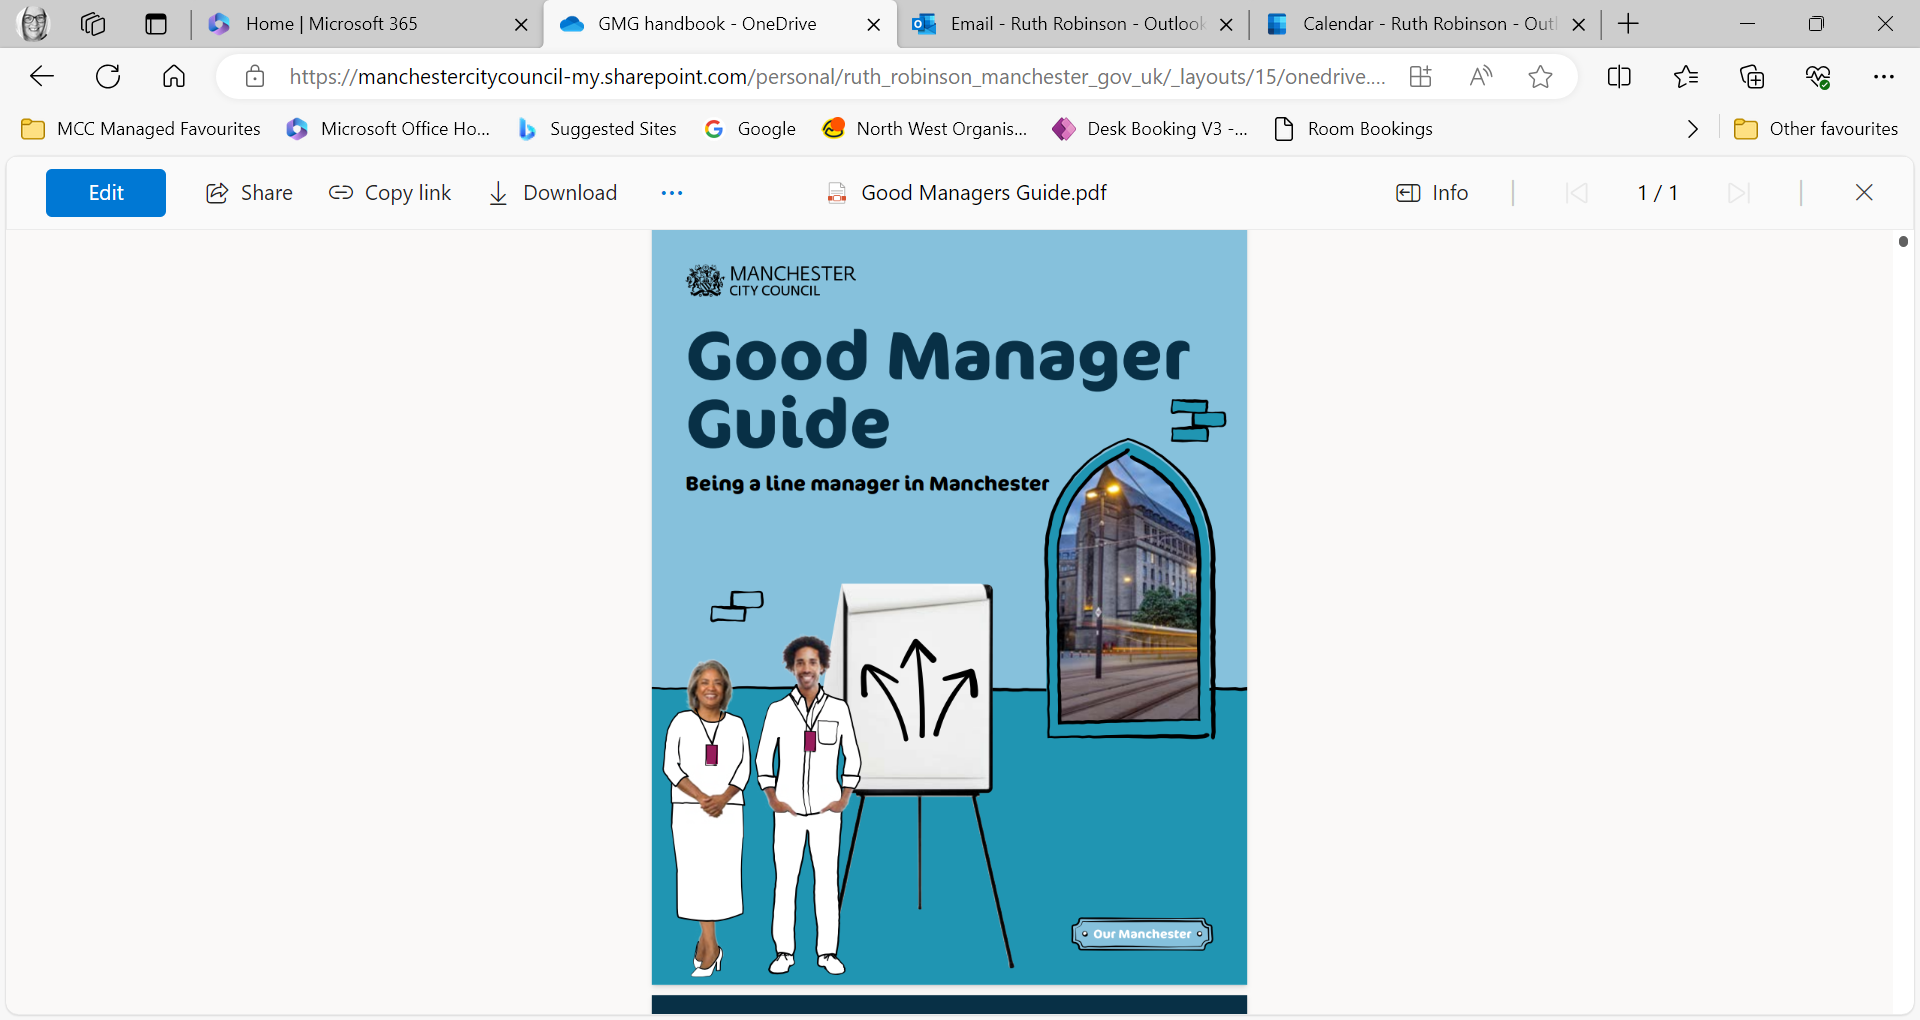 Home | Microsoft 365
GMG handbook - OneDrive
Email - Ruth Robinson - Outlook
Calendar - Ruth Robinson - Outl
https://manchestercitycouncil-my.sharepoint.com/personal/ruth_robinson_manchester_gov_uk/_layouts/15/onedrive....
MCC Managed Favourites
Microsoft Office Ho...
Suggested Sites
Google
North West Organis...
Desk Booking V3 -...
Room Bookings
Other favourites
Edit
Share
Copy link
Download
Good Managers Guide.pdf
Info
1 / 1
MANCHESTER
CITY COUNCIL
Good Manager
Guide
Being a line manager in Manchester
Our Manchester